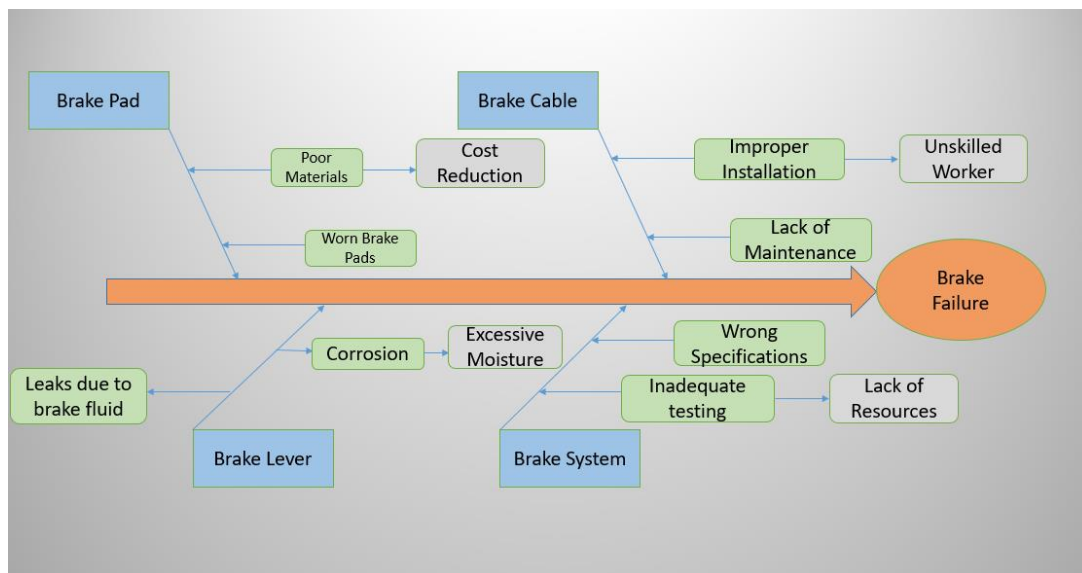 Brake Pad
Brake Cable
Poor
Materials
Cost
Reduction
Improper
Installation
Unskilled
Worker
Worn Brake
Pads
Lack of
Maintenance
Brake
Failure
Corrosion
Excessive
Moisture
Wrong
Specifications
Leaks due to
brake fluid
Inadequate
testing
Lack of
Resources
Brake Lever
Brake System